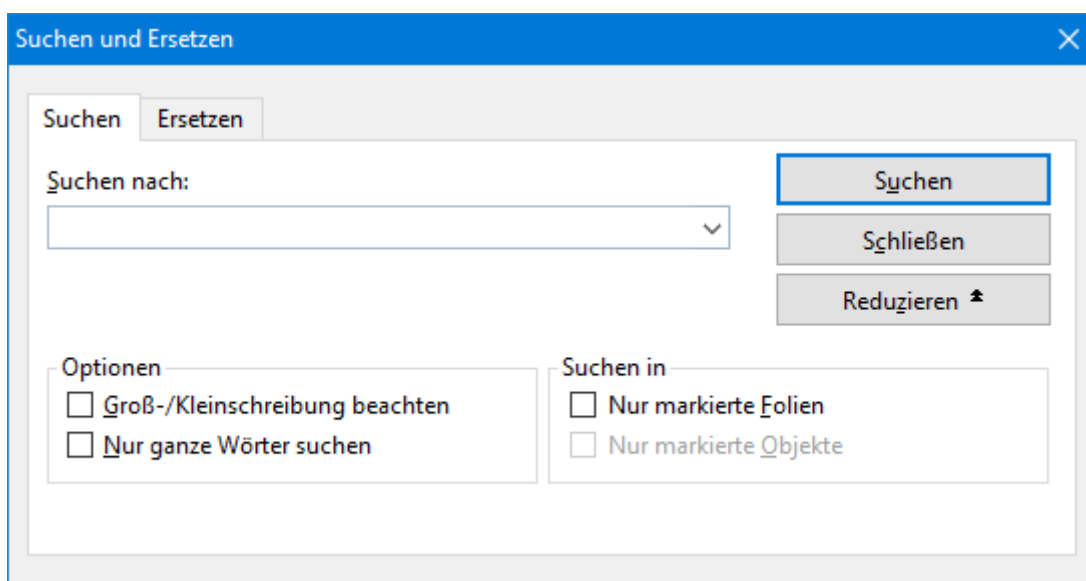 Suchen und Ersetzen
Suchen
Ersetzen
Suchen nach:
Suchen
Schließen
Reduzieren
Optionen
Groß-/Kleinschreibung beachten
Nur ganze Wörter suchen
Suchen in
Nur markierte Folien
Nur markierte Objekte